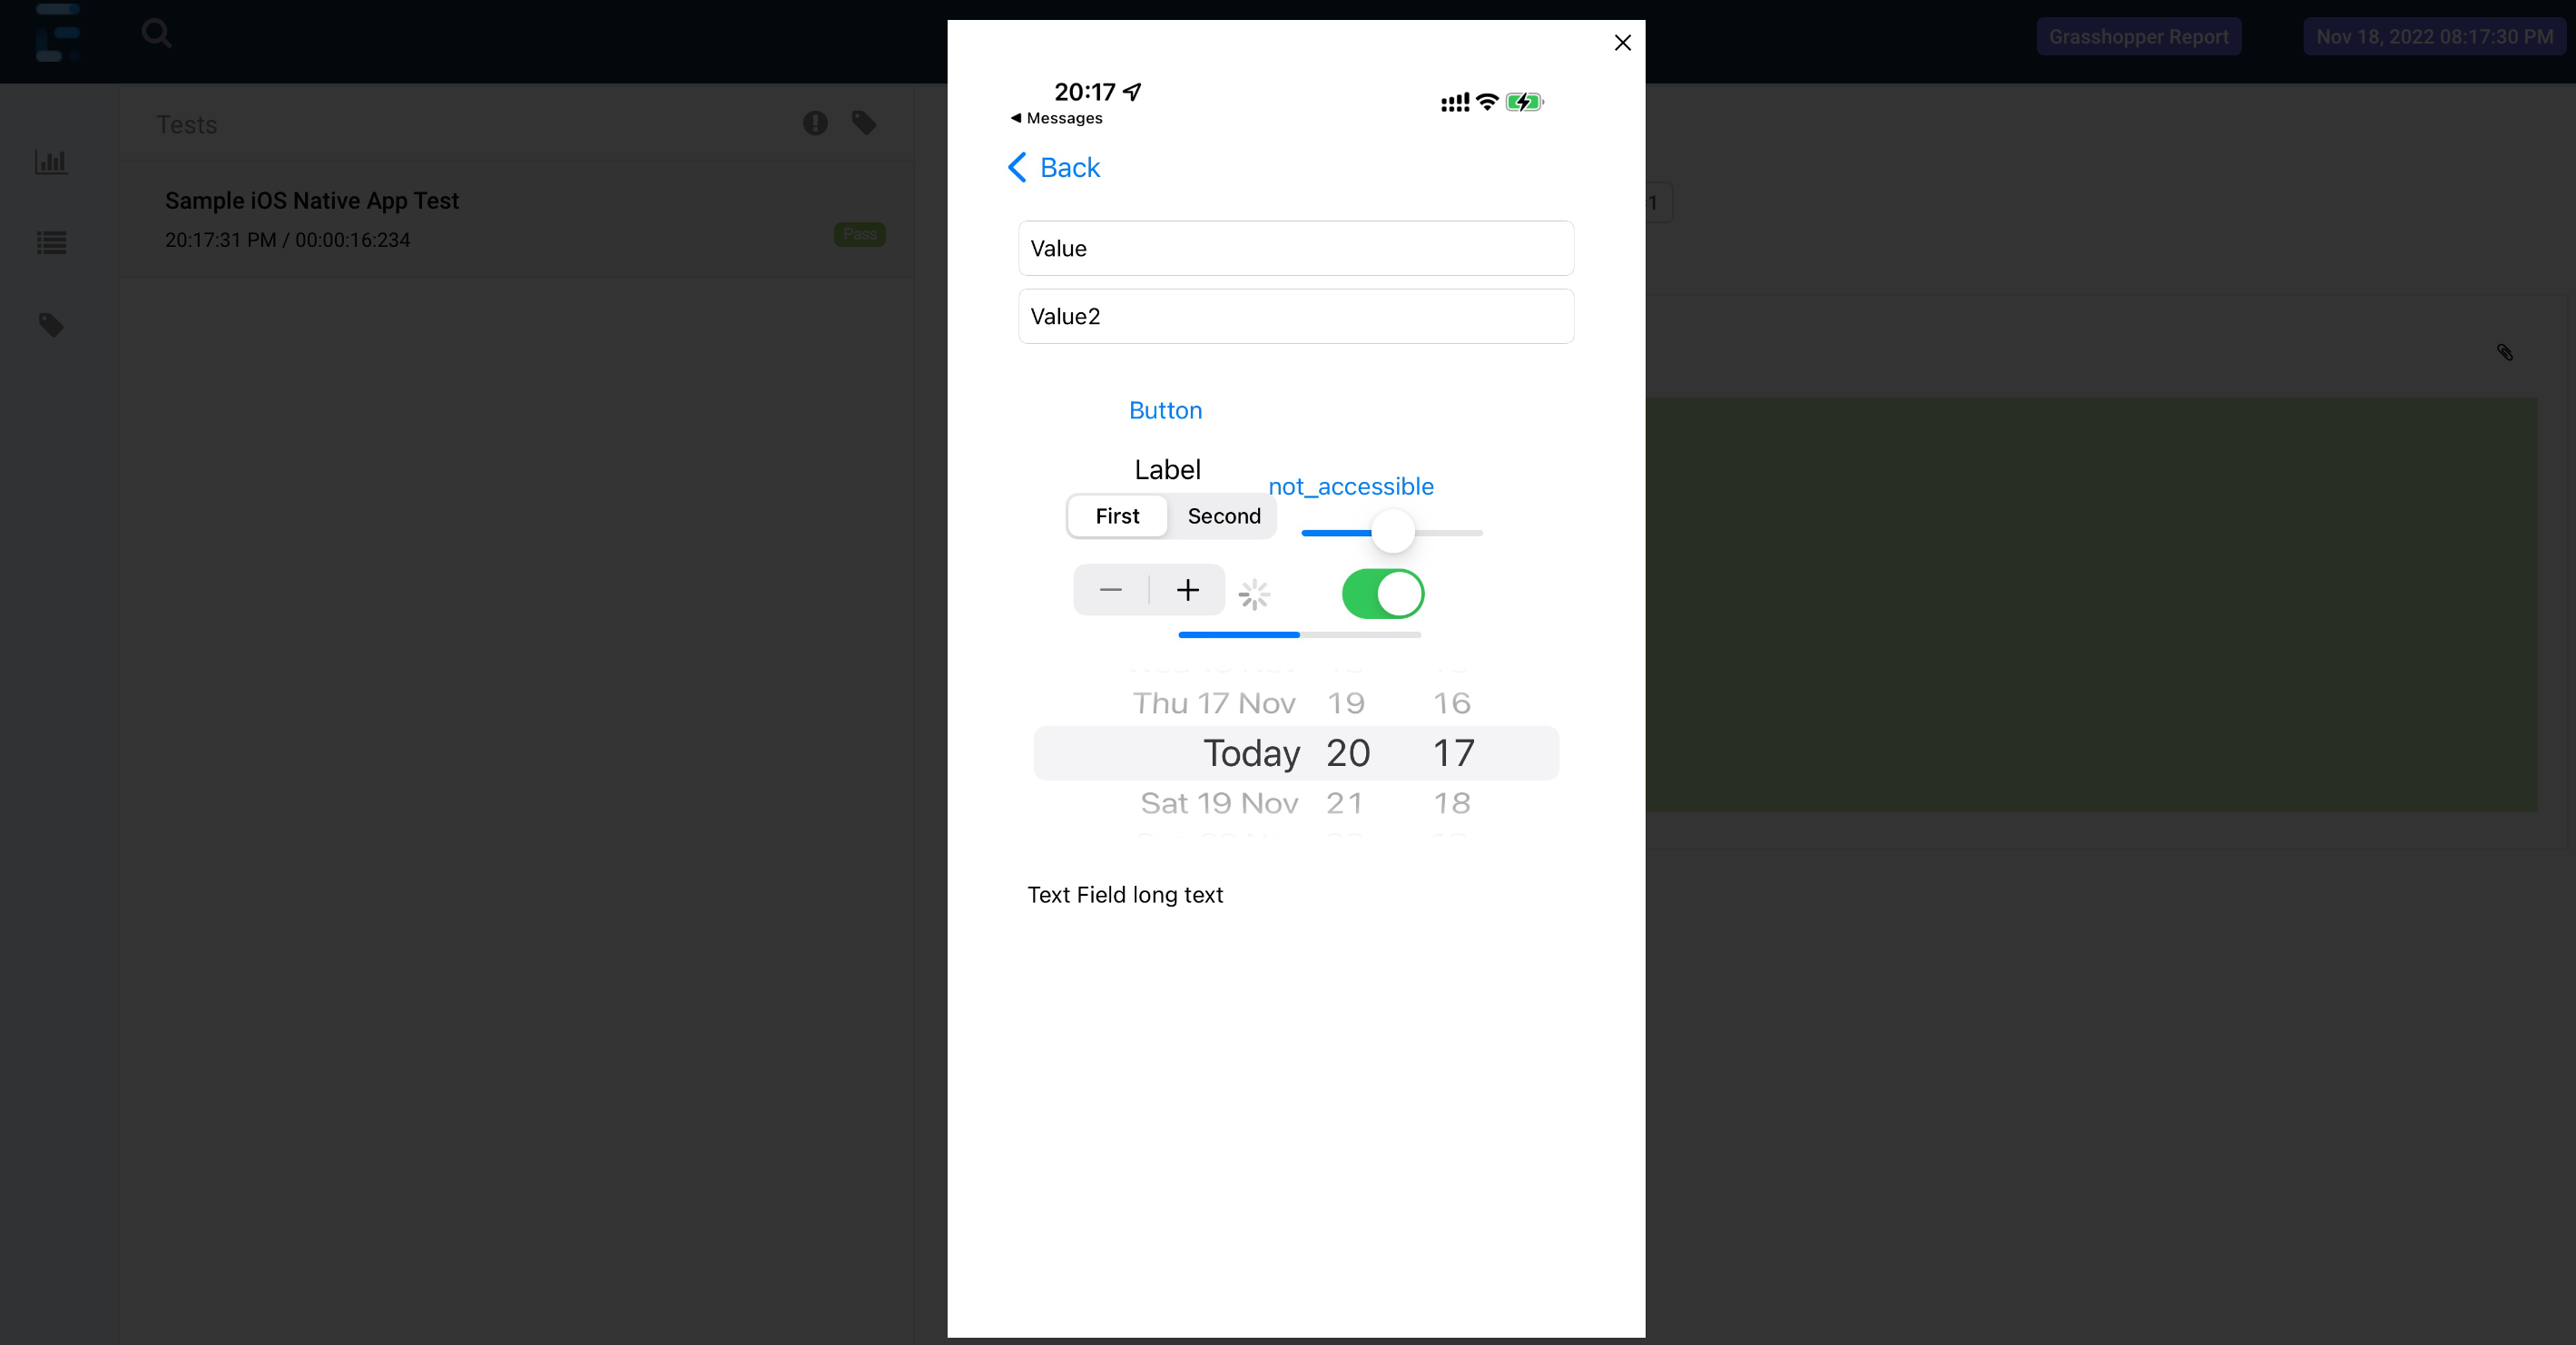 Grasshopper Report
Nov 18, 2022 08:17:30 PM
Tests
Sample iOS Native App Test
20:17:31 PM / 00:00:16:234
Pass
20:17
Messages
Back
Value
Value2
Button
Label
not_accessible
First Second
Thu 17 Nov 19 16
Today 20 17
Sat 19 Nov 21 18
Text Field long text